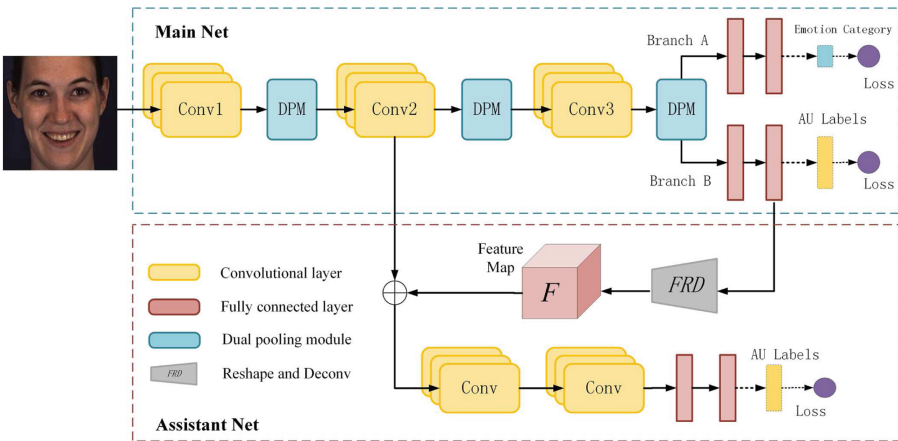 Main Net
Branch A
Emotion Category
Loss
Conv1
DPM
Conv2
DPM
Conv3
DPM
AU Labels
Branch B
Loss
Feature
Map
F
FRD
Convolutional layer
Fully connected layer
Dual pooling module
FRD
Reshape and Deconv
Conv
Conv
AU Labels
Loss
Assistant Net